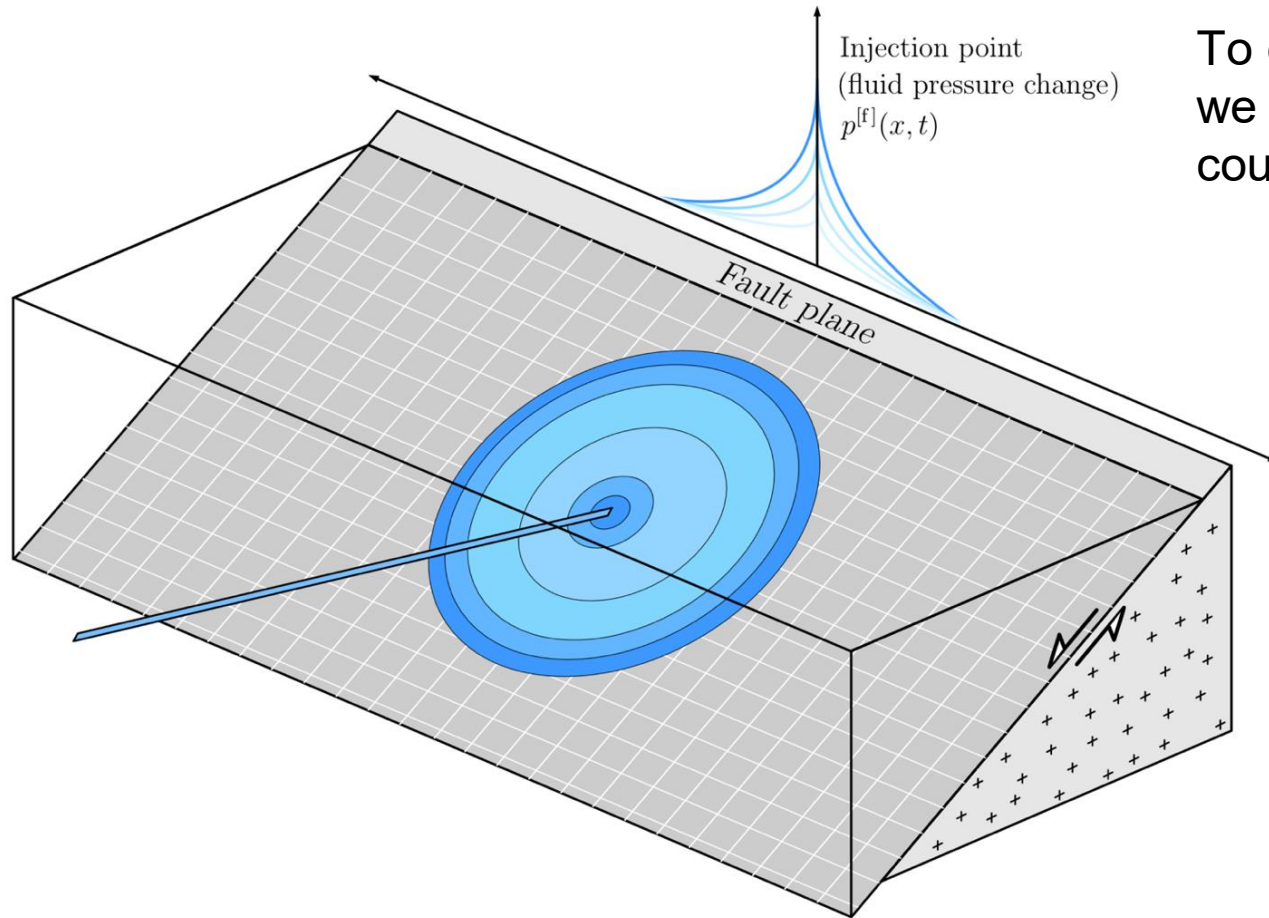 Injection point
(fluid pressure change)
p^{[f]}(x, t)
To
we
cou
Fault plane